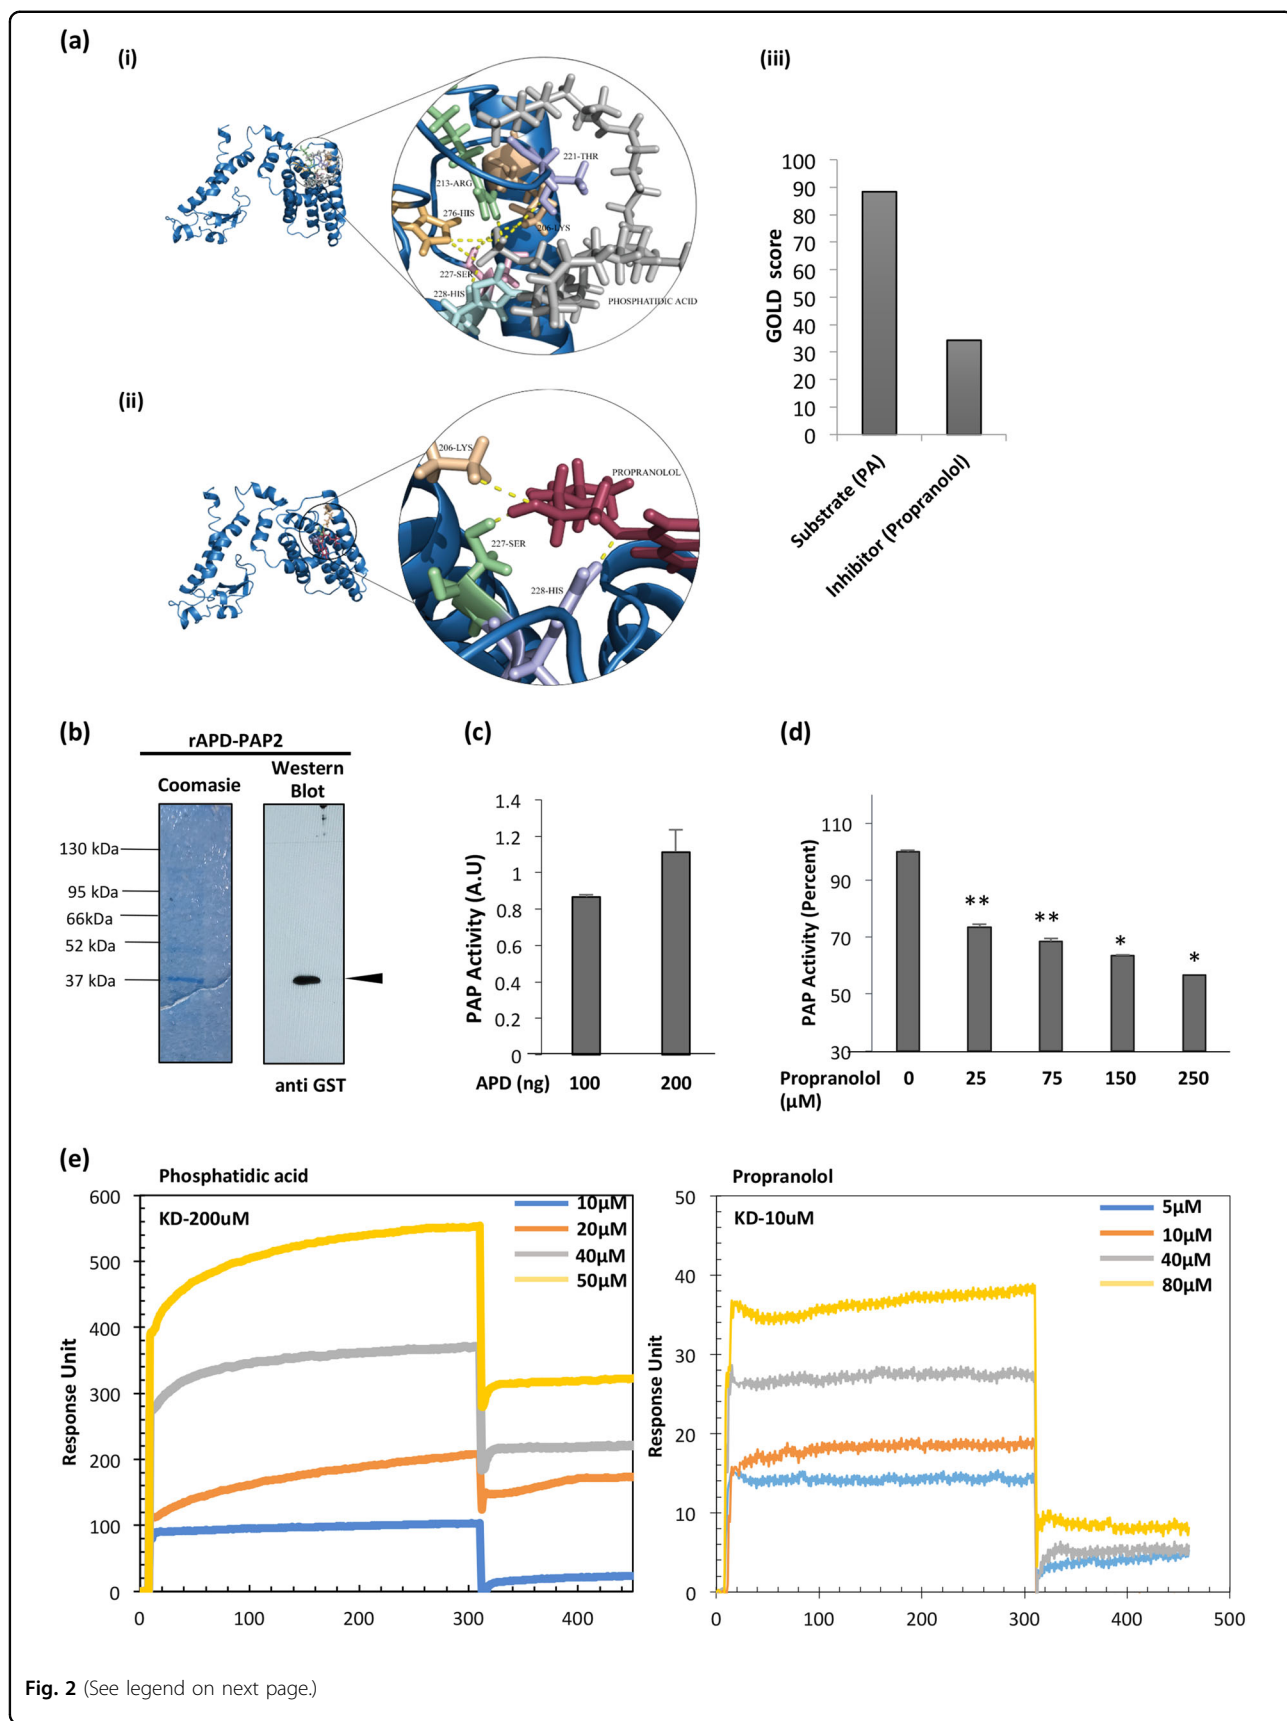 (a)
(i)
213-ARG
221-THR
276-HIS
206-LYS
227-SER
228-HIS
PHOSPHATIDIC ACID
(ii)
206-LYS
PROPRANOLOL
227-SER
228-HIS
(iii)
GOLD score
100
90
80
70
60
50
40
30
20
10
0
Substrate (PA)
Inhibitor (Propranolol)
(b)
rAPD-PAP2
Coomasie
Western
Blot
130 kDa
95 kDa
66kDa
52 kDa
37 kDa
anti GST
(c)
PAP Activity (A.U)
1.4
1.2
1
0.8
0.6
0.4
0.2
0
APD (ng)
100
200
(d)
PAP Activity (Percent)
110
90
70
50
30
**
**
*
*
Propranolol
(µM)
0
25
75
150
250
(e)
Phosphatidic acid
KD-200uM
Response Unit
600
500
400
300
200
100
0
0
100
200
300
400
10µM
20µM
40µM
50µM
Propranolol
KD-10uM
Response Unit
50
40
30
20
10
0
0
100
200
300
400
500
5µM
10µM
40µM
80µM
Fig. 2 (See legend on next page.)